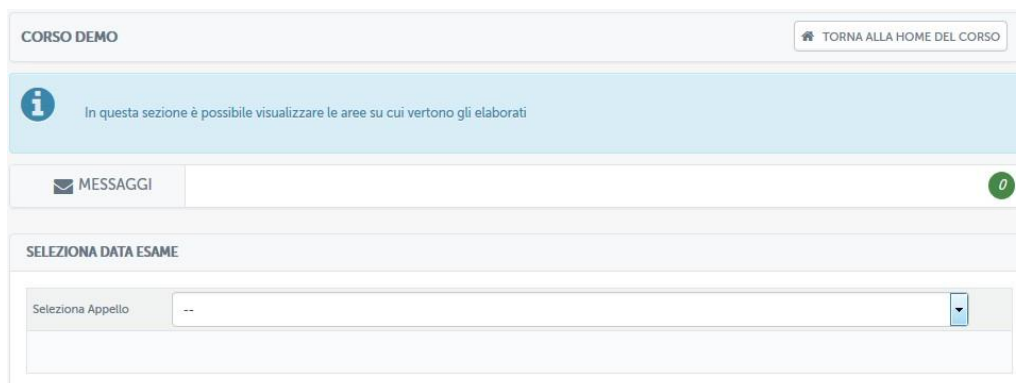 CORSO DEMO
TORNA ALLA HOME DEL CORSO
In questa sezione è possibile visualizzare le aree su cui vertono gli elaborati
MESSAGGI
0
SELEZIONA DATA ESAME
Seleziona Appello
--